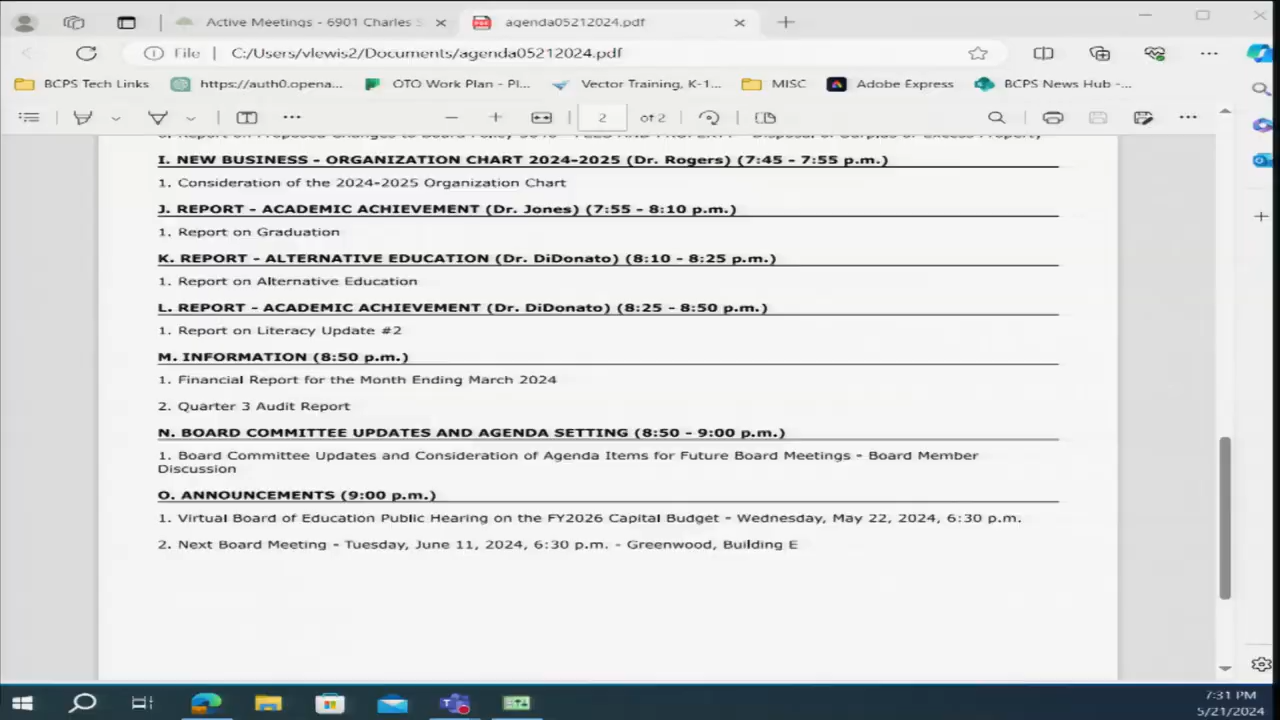 Active Meetings - 6901 Charles S
agenda05212024.pdf
File
C:/Users/vlewis2/Documents/agenda05212024.pdf
BCPS Tech Links
https://auth0.opena...
OTO Work Plan - Pl...
Vector Training, K-1...
MISC
Adobe Express
BCPS News Hub -...
2 of 2
I. NEW BUSINESS - ORGANIZATION CHART 2024-2025 (Dr. Rogers) (7:45 - 7:55 p.m.)
1. Consideration of the 2024-2025 Organization Chart
J. REPORT - ACADEMIC ACHIEVEMENT (Dr. Jones) (7:55 - 8:10 p.m.)
1. Report on Graduation
K. REPORT - ALTERNATIVE EDUCATION (Dr. DiDonato) (8:10 - 8:25 p.m.)
1. Report on Alternative Education
L. REPORT - ACADEMIC ACHIEVEMENT (Dr. DiDonato) (8:25 - 8:50 p.m.)
1. Report on Literacy Update #2
M. INFORMATION (8:50 p.m.)
1. Financial Report for the Month Ending March 2024
2. Quarter 3 Audit Report
N. BOARD COMMITTEE UPDATES AND AGENDA SETTING (8:50 - 9:00 p.m.)
1. Board Committee Updates and Consideration of Agenda Items for Future Board Meetings - Board Member
Discussion
O. ANNOUNCEMENTS (9:00 p.m.)
1. Virtual Board of Education Public Hearing on the FY2026 Capital Budget - Wednesday, May 22, 2024, 6:30 p.m.
2. Next Board Meeting - Tuesday, June 11, 2024, 6:30 p.m. - Greenwood, Building E
7:31 PM
5/21/2024